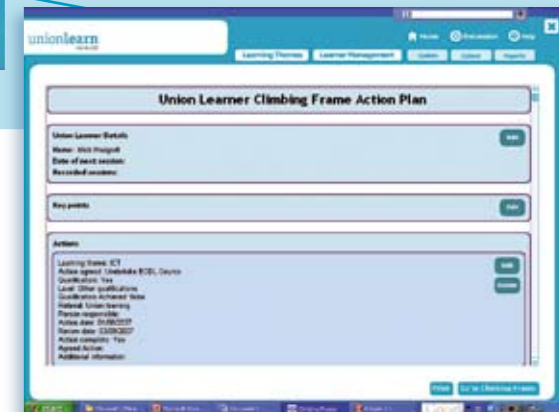 unionlearn
Home
Help
Learning Themes
Learner Management
Reports
Union Learner Climbing Frame Action Plan
Union Learner Details
Edit
Name: Mick
Date of next session:
Recorded sessions:
Key points
Edit
Actions
Learning theme: ICT
Action agreed: Undertake ECDL Course
Qualification: Yes
Level: Other qualifications
Qualification Achieved: None
Referral: Union learning
Person responsible:
Action date:
Review date:
Action complete: Yes
Agreed Action:
Additional information:
Edit
Delete
Print
Go to Climbing Frame